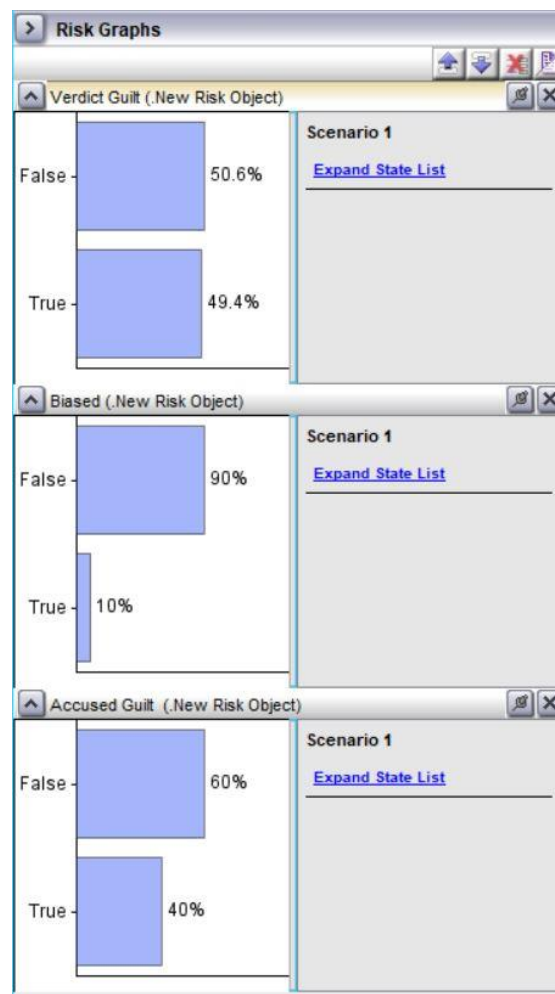 Risk Graphs
Verdict Guilt (.New Risk Object)
Scenario 1
Expand State List
False
50.6%
True
49.4%
Biased (.New Risk Object)
Scenario 1
Expand State List
False
90%
True
10%
Accused Guilt (.New Risk Object)
Scenario 1
Expand State List
False
60%
True
40%